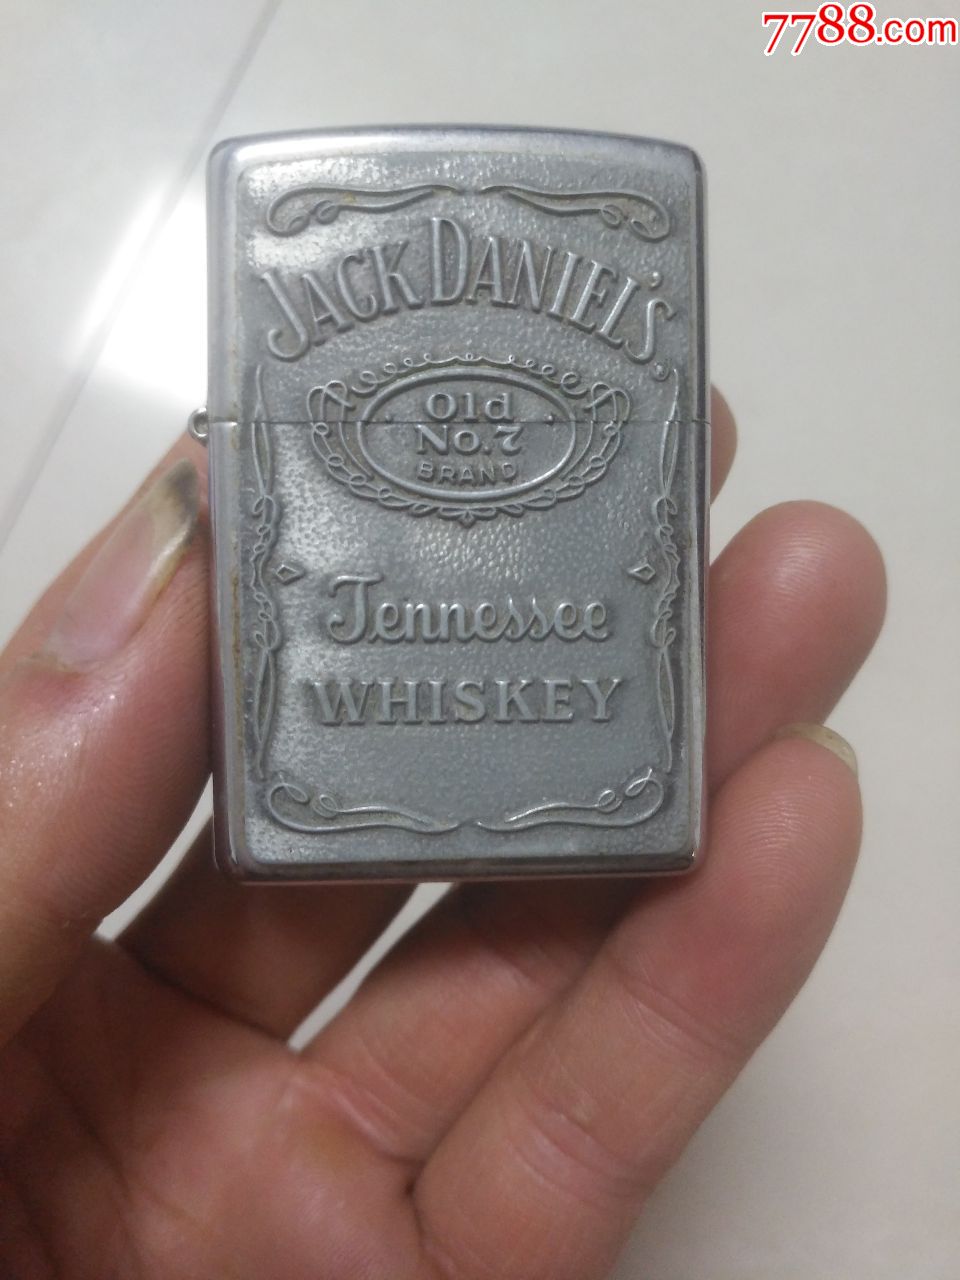 7788.com
JACK DANIEL'S®
Old
No.7
BRAND
Tennessee
WHISKEY